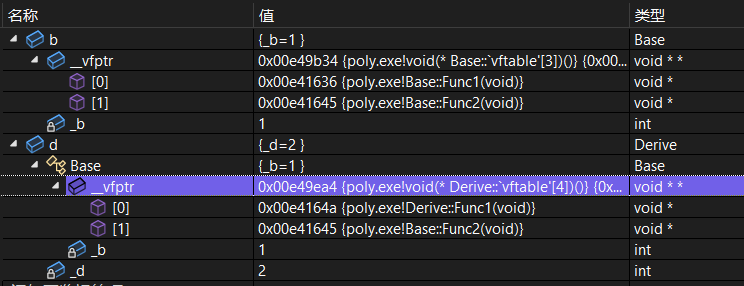 名称 值 类型
b {_b=1 } Base
__vfptr 0x00e49b34 {poly.exe!void(* Base::`vftable'[3])()} {0x00... void * *
[0] 0x00e41636 {poly.exe!Base::Func1(void)} void *
[1] 0x00e41645 {poly.exe!Base::Func2(void)} void *
_b 1 int
d {_d=2 } Derive
Base {_b=1 } Base
__vfptr 0x00e49ea4 {poly.exe!void(* Derive::`vftable'[4])()} {0x... void * *
[0] 0x00e4164a {poly.exe!Derive::Func1(void)} void *
[1] 0x00e41645 {poly.exe!Base::Func2(void)} void *
_b 1 int
_d 2 int